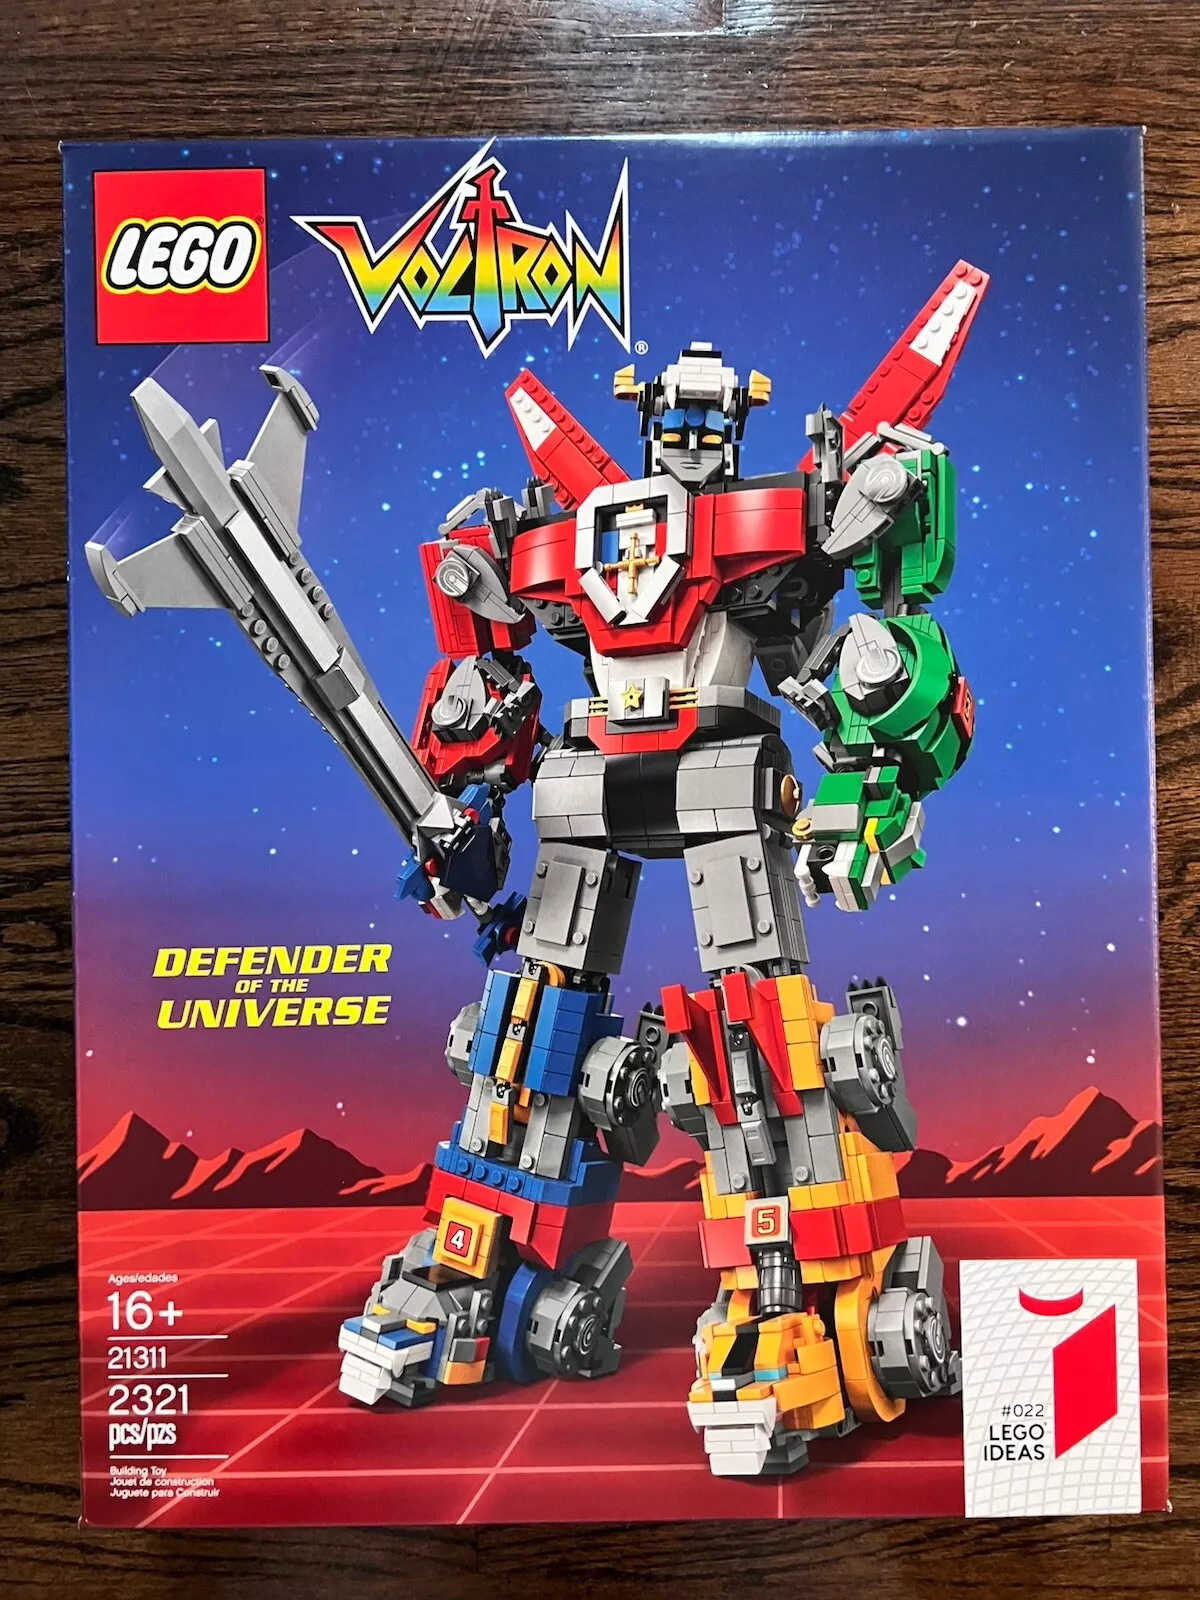 LEGO®
VOLTRON®
DEFENDER
OF THE
UNIVERSE
4
5
Ages/edades
16+
21311
2321
pcs/pzs
Building Toy
Jouet de construction
Juguete para Construir
#022
LEGO
IDEAS